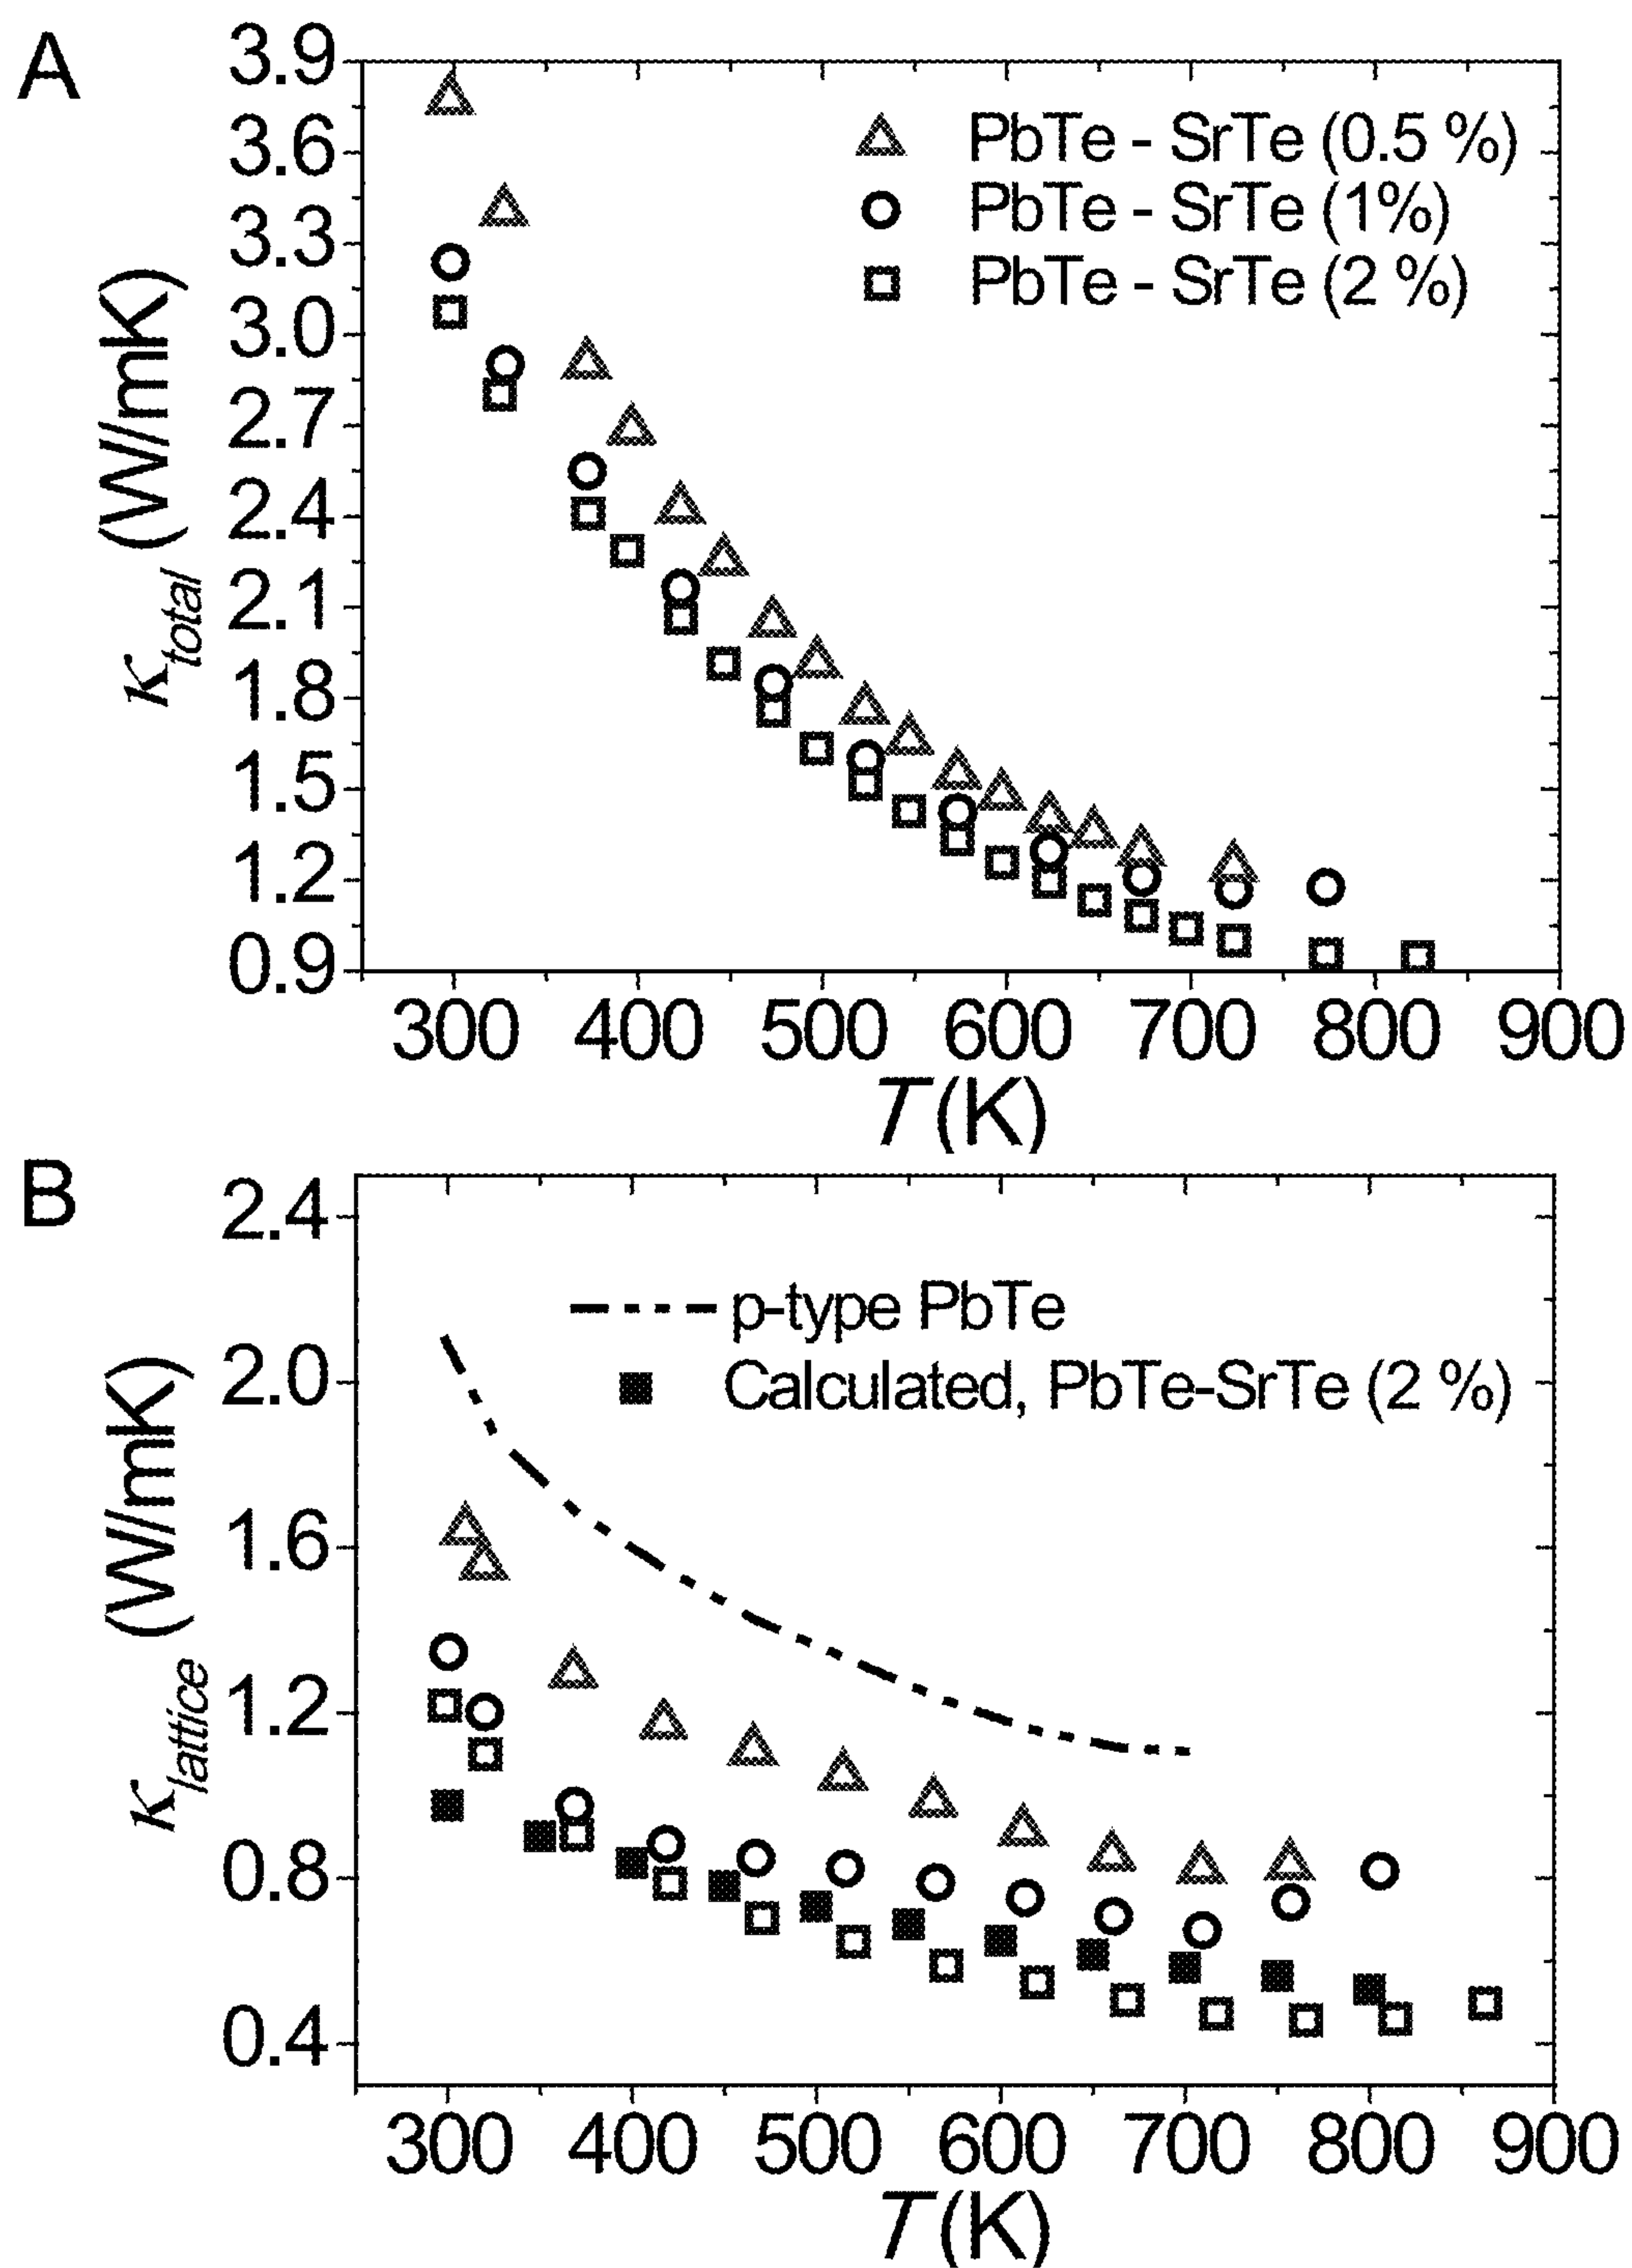 A
3.9
3.6
3.3
3.0
2.7
2.4
2.1
1.8
1.5
1.2
0.9
κtotal (W/mK)
PbTe - SrTe (0.5 %)
PbTe - SrTe (1%)
PbTe - SrTe (2 %)
300 400 500 600 700 800 900
T (K)
B
2.4
2.0
1.6
1.2
0.8
0.4
κlattice (W/mK)
p-type PbTe
Calculated, PbTe-SrTe (2 %)
300 400 500 600 700 800 900
T (K)